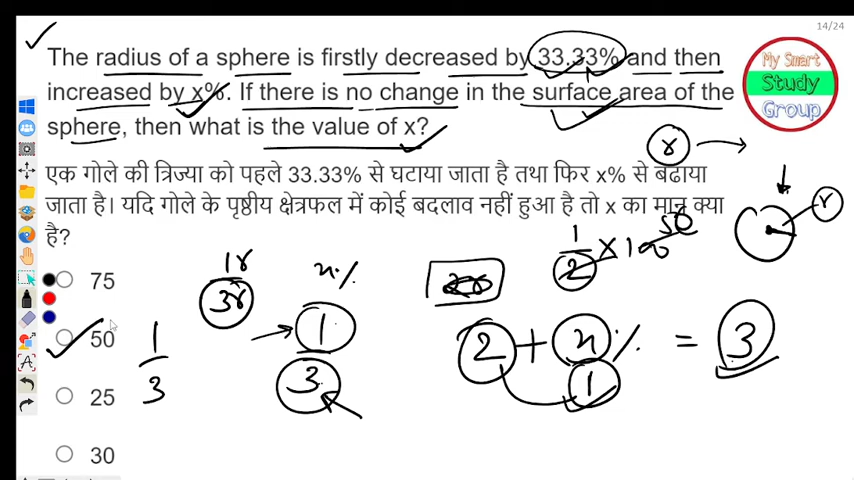 14/24
The radius of a sphere is firstly decreased by 33.33% and then
increased by x%. If there is no change in the surface area of the
sphere, then what is the value of x?
My Smart
Study
Group
एक गोले की त्रिज्या को पहले 33.33% से घटाया जाता है तथा फिर x% से बढाया
जाता है। यदि गोले के पृष्ठीय क्षेत्रफल में कोई बदलाव नहीं हुआ है तो x का मान क्या
है?
r
r
75
50
25
30
1
3
1r
3r
x%
1
3
1/2 × 100 50
2 + x% = 3
1